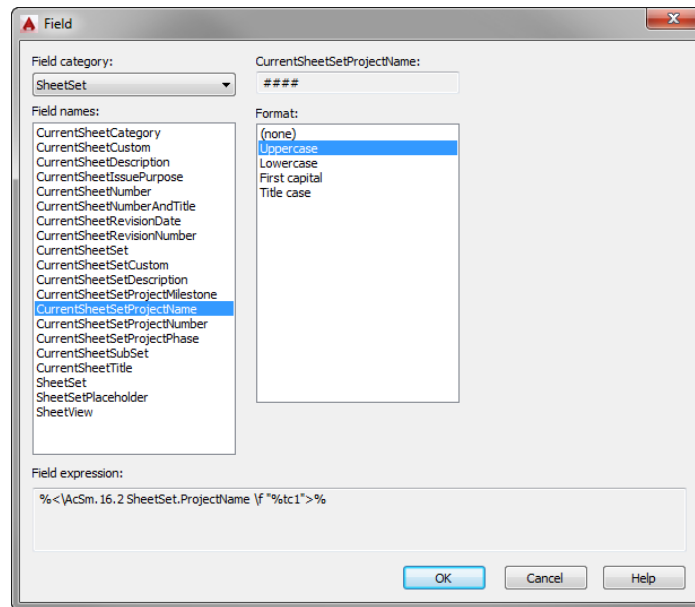 Field
Field category:
SheetSet
Field names:
CurrentSheetCategory
CurrentSheetCustom
CurrentSheetDescription
CurrentSheetIssuePurpose
CurrentSheetNumber
CurrentSheetNumberAndTitle
CurrentSheetRevisionDate
CurrentSheetRevisionNumber
CurrentSheetSet
CurrentSheetSetCustom
CurrentSheetSetDescription
CurrentSheetSetProjectMilestone
CurrentSheetSetProjectName
CurrentSheetSetProjectNumber
CurrentSheetSetProjectPhase
CurrentSheetSubSet
CurrentSheetTitle
SheetSet
SheetSetPlaceholder
SheetView
CurrentSheetSetProjectName:
####
Format:
(none)
Uppercase
Lowercase
First capital
Title case
Field expression:
%<\AcSm.16.2 SheetSet.ProjectName \f "%tc1">%
OK Cancel Help